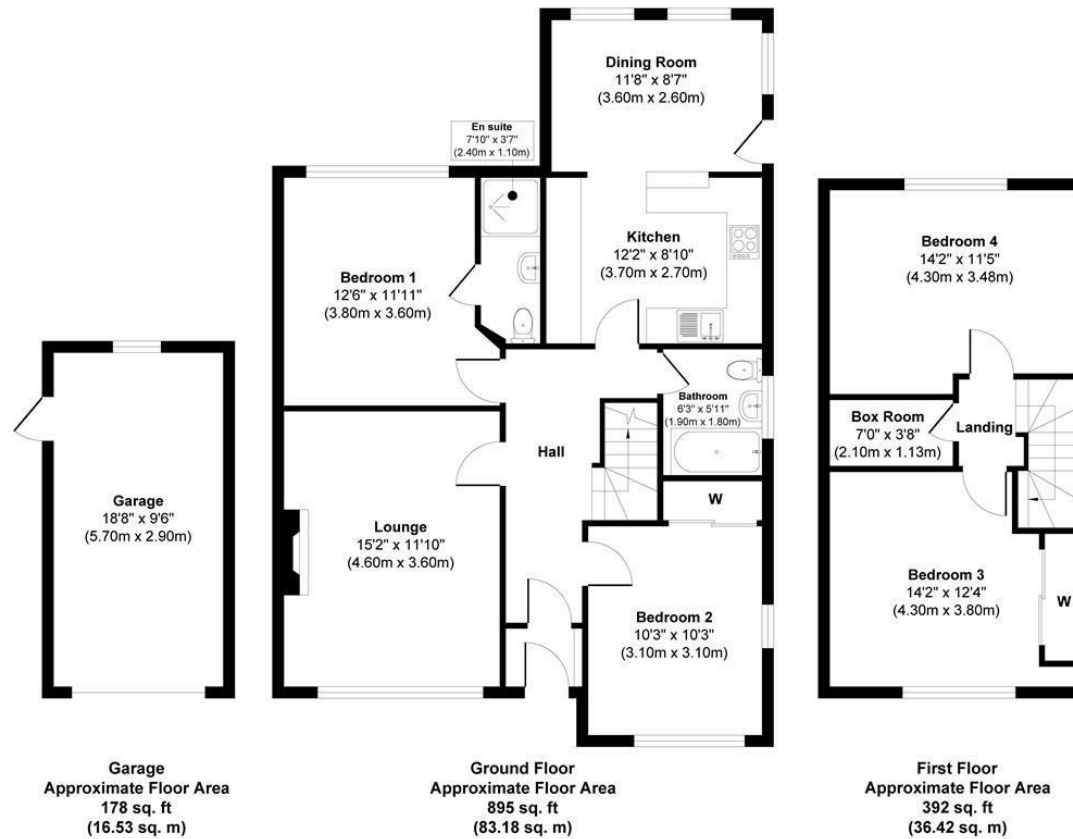 Dining Room
11'8" x 8'7"
(3.60m x 2.60m)
En suite
7'10" x 3'7"
(2.40m x 1.10m)
Kitchen
12'2" x 8'10"
(3.70m x 2.70m)
Bedroom 1
12'6" x 11'11"
(3.80m x 3.60m)
Bathroom
6'3" x 5'11"
(1.90m x 1.80m)
Hall
W
Lounge
15'2" x 11'10"
(4.60m x 3.60m)
Bedroom 2
10'3" x 10'3"
(3.10m x 3.10m)
Garage
18'8" x 9'6"
(5.70m x 2.90m)
Bedroom 4
14'2" x 11'5"
(4.30m x 3.48m)
Box Room
7'0" x 3'8"
(2.10m x 1.13m)
Landing
Bedroom 3
14'2" x 12'4"
(4.30m x 3.80m)
W
Garage
Approximate Floor Area
178 sq. ft
(16.53 sq. m)
Ground Floor
Approximate Floor Area
895 sq. ft
(83.18 sq. m)
First Floor
Approximate Floor Area
392 sq. ft
(36.42 sq. m)